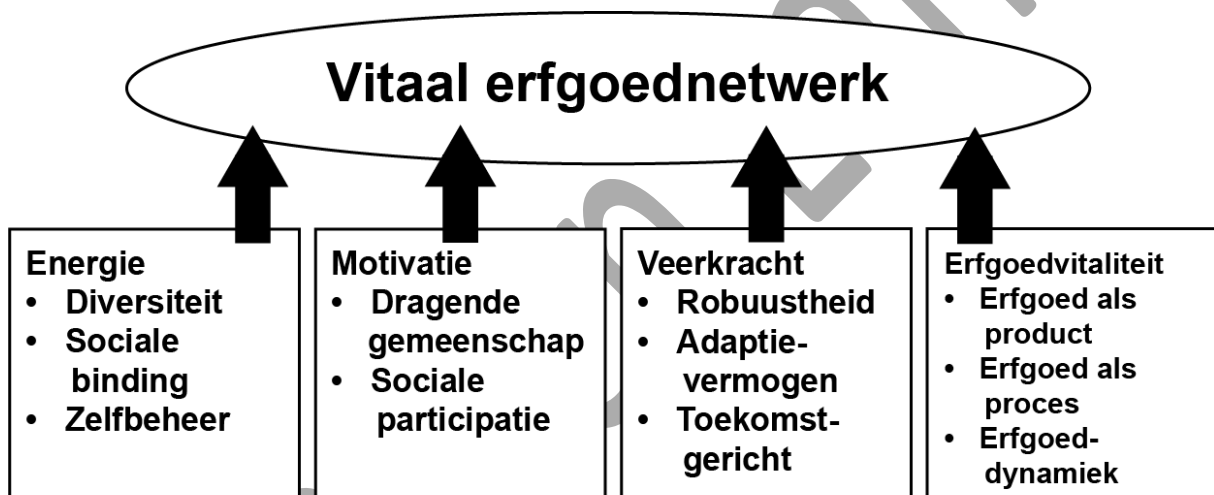 Vitaal erfgoednetwerk
Energie
• Diversiteit
• Sociale
binding
• Zelfbeheer
Motivatie
• Dragende
gemeenschap
• Sociale
participatie
Veerkracht
• Robuustheid
• Adaptie-
vermogen
• Toekomst-
gericht
Erfgoedvitaliteit
• Erfgoed als
product
• Erfgoed als
proces
• Erfgoed-
dynamiek